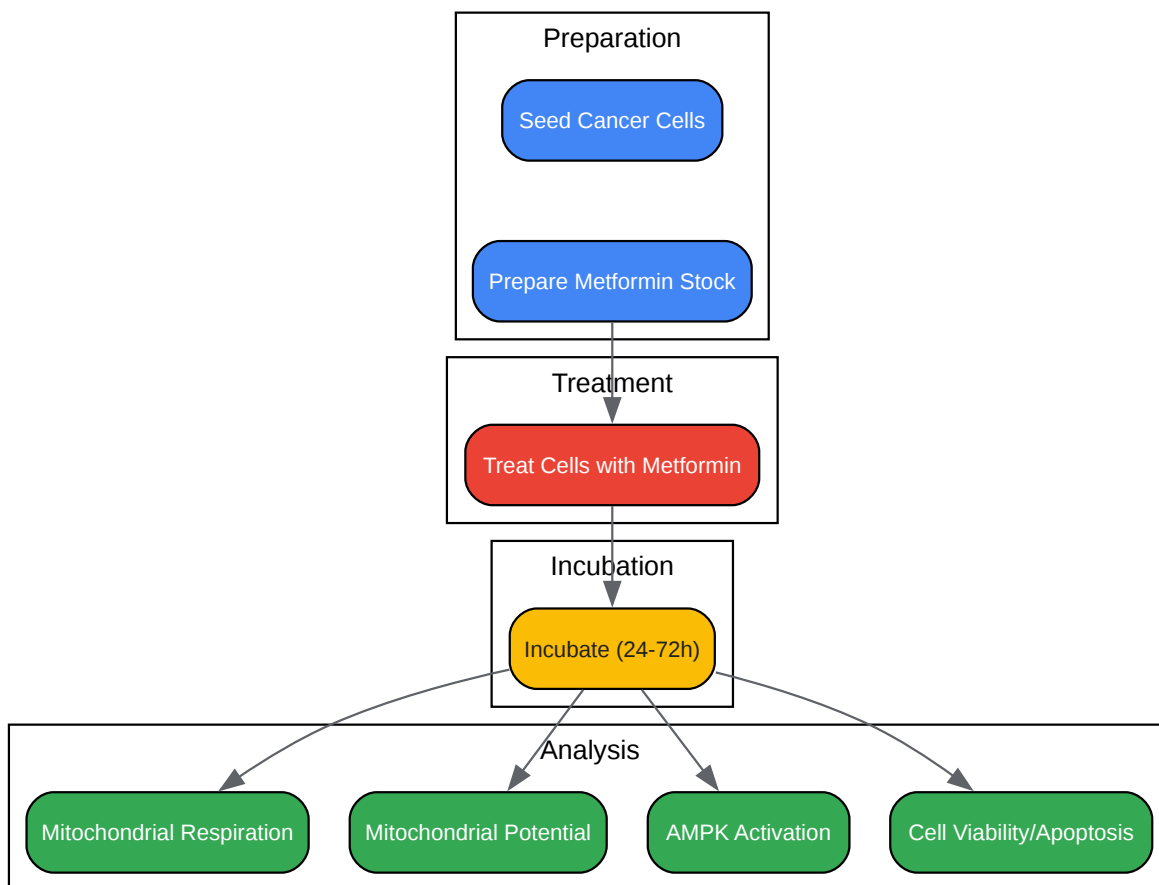 Preparation
Seed Cancer Cells
Prepare Metformin Stock
Treatment
Treat Cells with Metformin
Incubation
Incubate (24-72h)
Analysis
Mitochondrial Respiration
Mitochondrial Potential
AMPK Activation
Cell Viability/Apoptosis